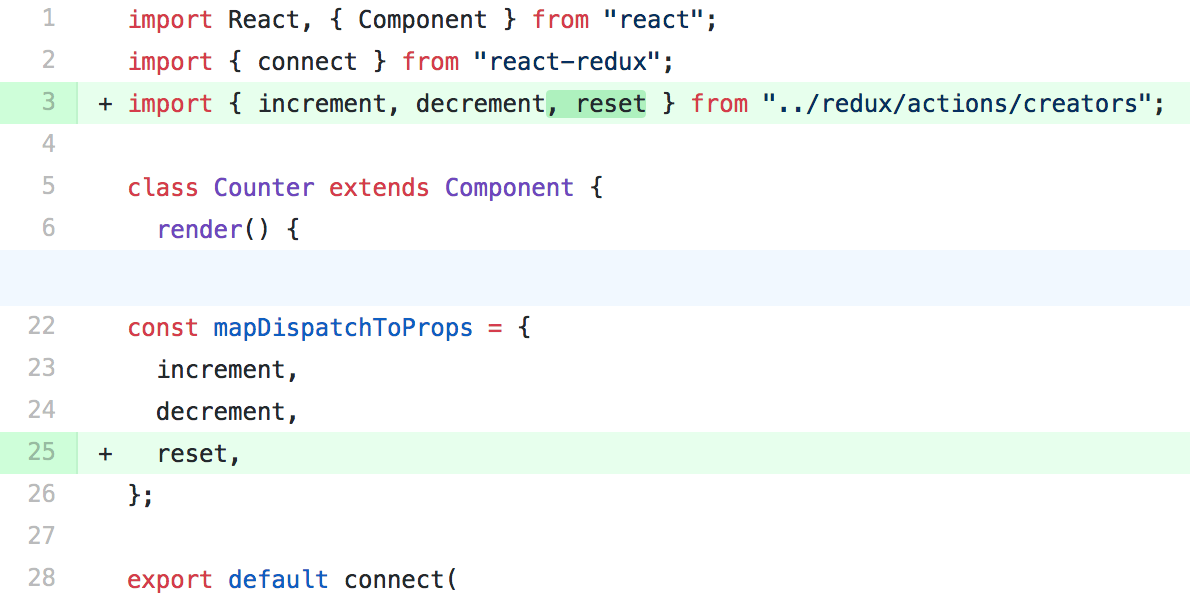 1 import React, { Component } from "react";
2 import { connect } from "react-redux";
3 + import { increment, decrement, reset } from "../redux/actions/creators";
4
5 class Counter extends Component {
6   render() {
22 const mapDispatchToProps = {
23   increment,
24   decrement,
25 +   reset,
26 };
27
28 export default connect(